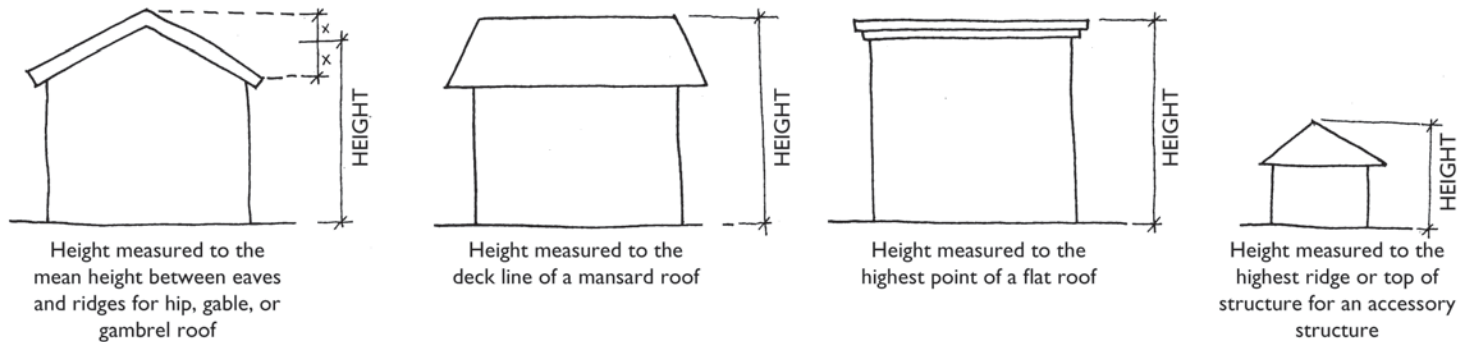 x
x
HEIGHT
Height measured to the
mean height between eaves
and ridges for hip, gable, or
gambrel roof
HEIGHT
Height measured to the
deck line of a mansard roof
HEIGHT
Height measured to the
highest point of a flat roof
HEIGHT
Height measured to the
highest ridge or top of
structure for an accessory
structure